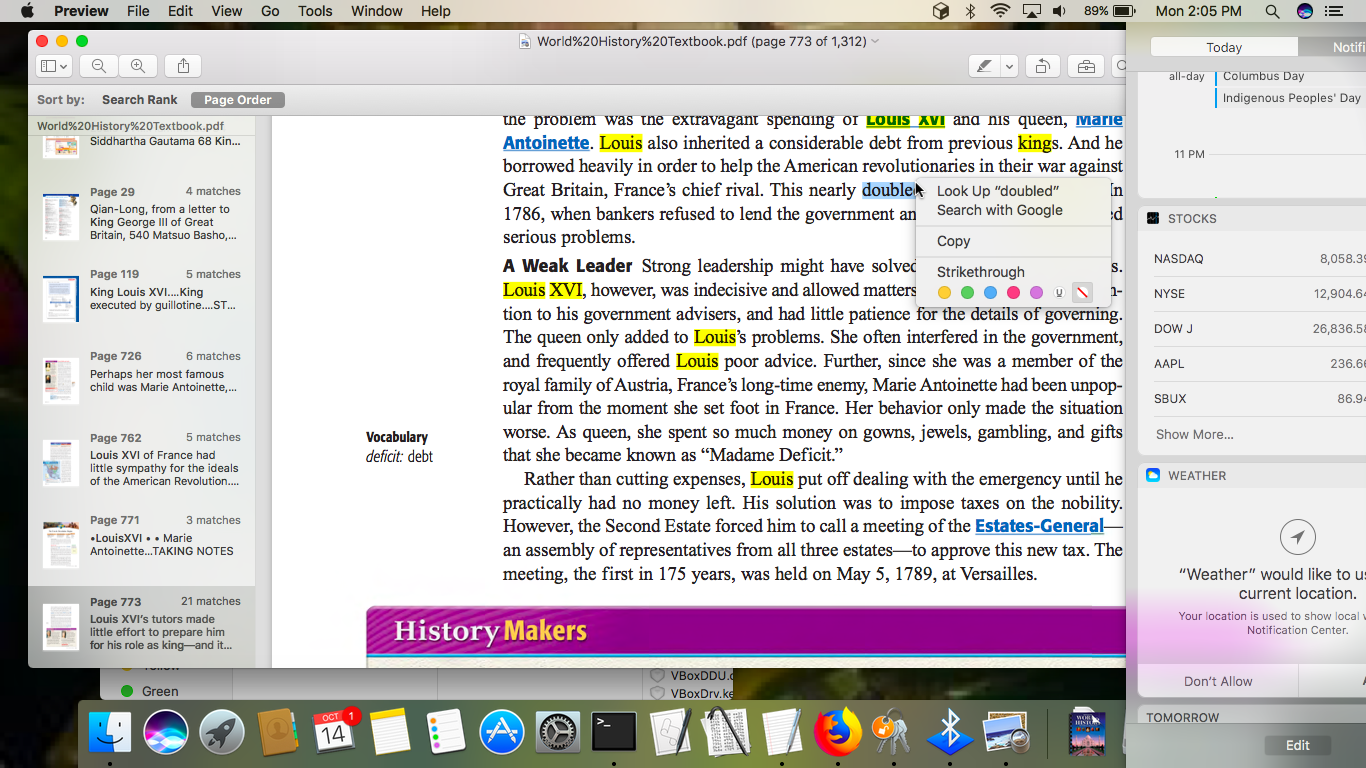 Preview File Edit View Go Tools Window Help 89% Mon 2:05 PM
World%20History%20Textbook.pdf (page 773 of 1,312)
Sort by: Search Rank Page Order
World%20History%20Textbook.pdf
Siddhartha Gautama 68 Kin...
Page 29 4 matches
Qian-Long, from a letter to
King George III of Great
Britain, 540 Matsuo Basho,...
Page 119 5 matches
King Louis XVI....King
executed by guillotine....ST...
Page 726 6 matches
Perhaps her most famous
child was Marie Antoinette,...
Page 762 5 matches
Louis XVI of France had
little sympathy for the ideals
of the American Revolution....
Page 771 3 matches
•LouisXVI • • Marie
Antoinette...TAKING NOTES
Page 773 21 matches
Louis XVI's tutors made
little effort to prepare him
for his role as king—and it...
the problem was the extravagant spending of Louis XVI and his queen, Marie
Antoinette. Louis also inherited a considerable debt from previous kings. And he
borrowed heavily in order to help the American revolutionaries in their war against
Great Britain, France's chief rival. This nearly doubled In
1786, when bankers refused to lend the government an
serious problems.
A Weak Leader Strong leadership might have solved
Louis XVI, however, was indecisive and allowed matters
tion to his government advisers, and had little patience for the details of governing.
The queen only added to Louis's problems. She often interfered in the government,
and frequently offered Louis poor advice. Further, since she was a member of the
royal family of Austria, France's long-time enemy, Marie Antoinette had been unpop-
ular from the moment she set foot in France. Her behavior only made the situation
worse. As queen, she spent so much money on gowns, jewels, gambling, and gifts
that she became known as “Madame Deficit.”
Rather than cutting expenses, Louis put off dealing with the emergency until he
practically had no money left. His solution was to impose taxes on the nobility.
However, the Second Estate forced him to call a meeting of the Estates-General—
an assembly of representatives from all three estates—to approve this new tax. The
meeting, the first in 175 years, was held on May 5, 1789, at Versailles.
Vocabulary
deficit: debt
History Makers
Look Up “doubled”
Search with Google
Copy
Strikethrough
U
Today Notifi
all-day Columbus Day
Indigenous Peoples' Day
11 PM
STOCKS
NASDAQ 8,058.39
NYSE 12,904.64
DOW J 26,836.58
AAPL 236.66
SBUX 86.94
Show More...
WEATHER
“Weather” would like to us
current location.
Your location is used to show local w
Notification Center.
Don't Allow
TOMORROW
Edit
Yellow
Green
VBoxDDU.
VBoxDrv.ke
OCT
14
1
WORLD HISTORY